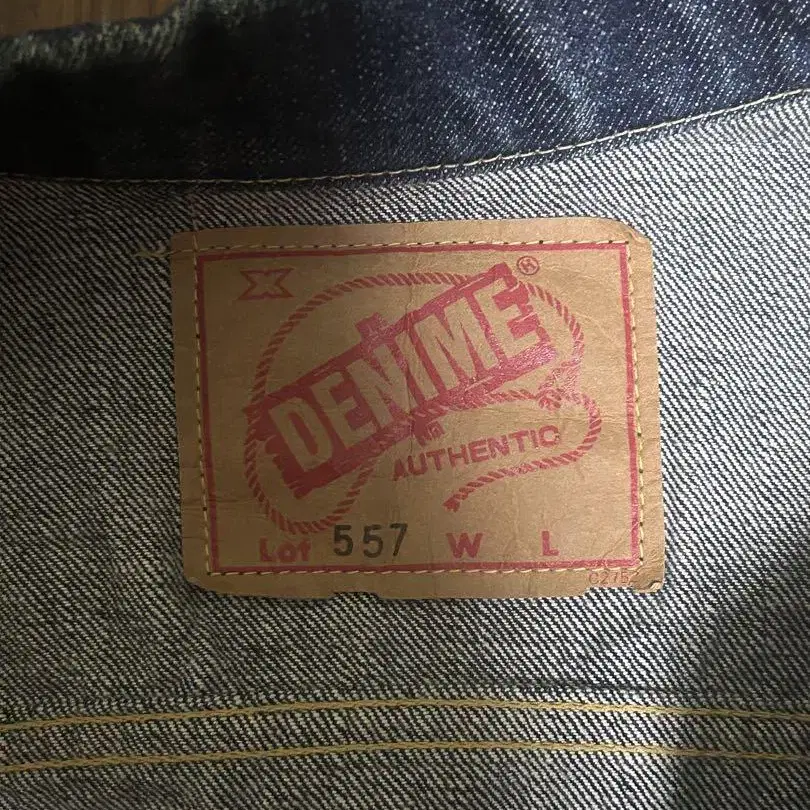 DENIME ®
AUTHENTIC
Lot 557 W L
C275